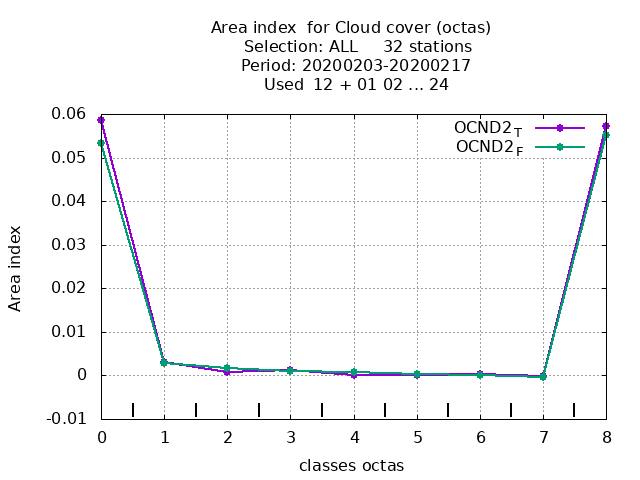 Area index  for Cloud cover (octas)
Selection: ALL     32 stations
Period: 20200203-20200217
Used  12 + 01 02 ... 24
0.06
0.05
0.04
0.03
0.02
0.01
0
-0.01
Area index
OCND2T
OCND2F
0 1 2 3 4 5 6 7 8
classes octas